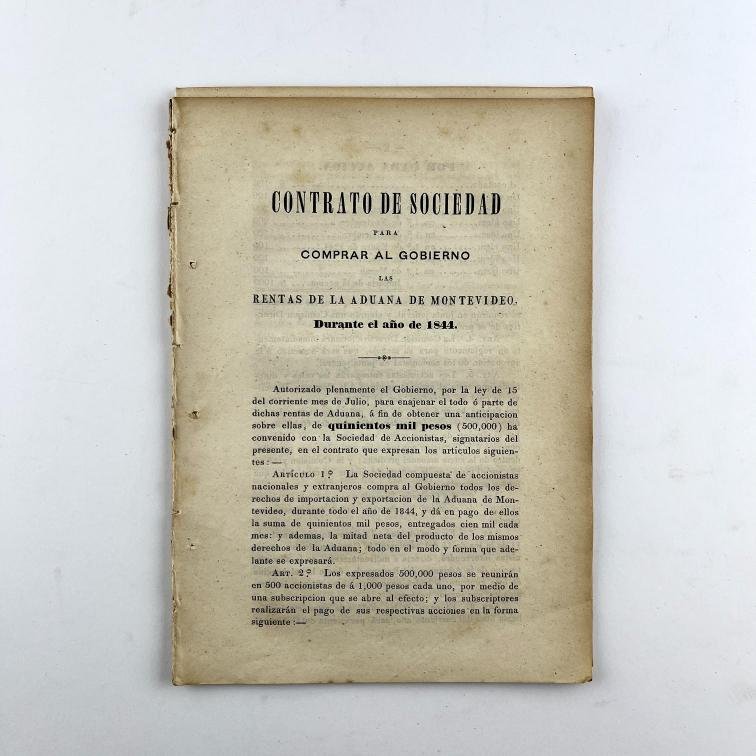 CONTRATO DE SOCIEDAD
PARA
COMPRAR AL GOBIERNO
LAS
RENTAS DE LA ADUANA DE MONTEVIDEO.
Durante el año de 1844.
Autorizado plenamente el Gobierno, por la ley de 15
del corriente mes de Julio, para enajenar el todo ó parte de
dichas rentas de Aduana, á fin de obtener una anticipacion
sobre ellas, de quinientos mil pesos (500,000) ha
convenido con la Sociedad de Accionistas, signatarios del
presente, en el contrato que expresan los articulos siguien-
tes:—
ARTÍCULO 1º La Sociedad compuesta de accionistas
nacionales y extranjeros compra al Gobierno todos los de-
rechos de importacion y exportacion de la Aduana de Mon-
tevideo, durante todo el año de 1844, y dá en pago de ellos
la suma de quinientos mil pesos, entregados cien mil cada
mes: y ademas, la mitad neta del producto de los mismos
derechos de la Aduana; todo en el modo y forma que ade-
lante se expresará.
ART. 2º Los expresados 500,000 pesos se reunirán
en 500 accionistas de á 1,000 pesos cada uno, por medio de
una subscripcion que se abre al efecto; y los subscriptores
realizarán el pago de sus respectivas acciones en la forma
siguiente:—